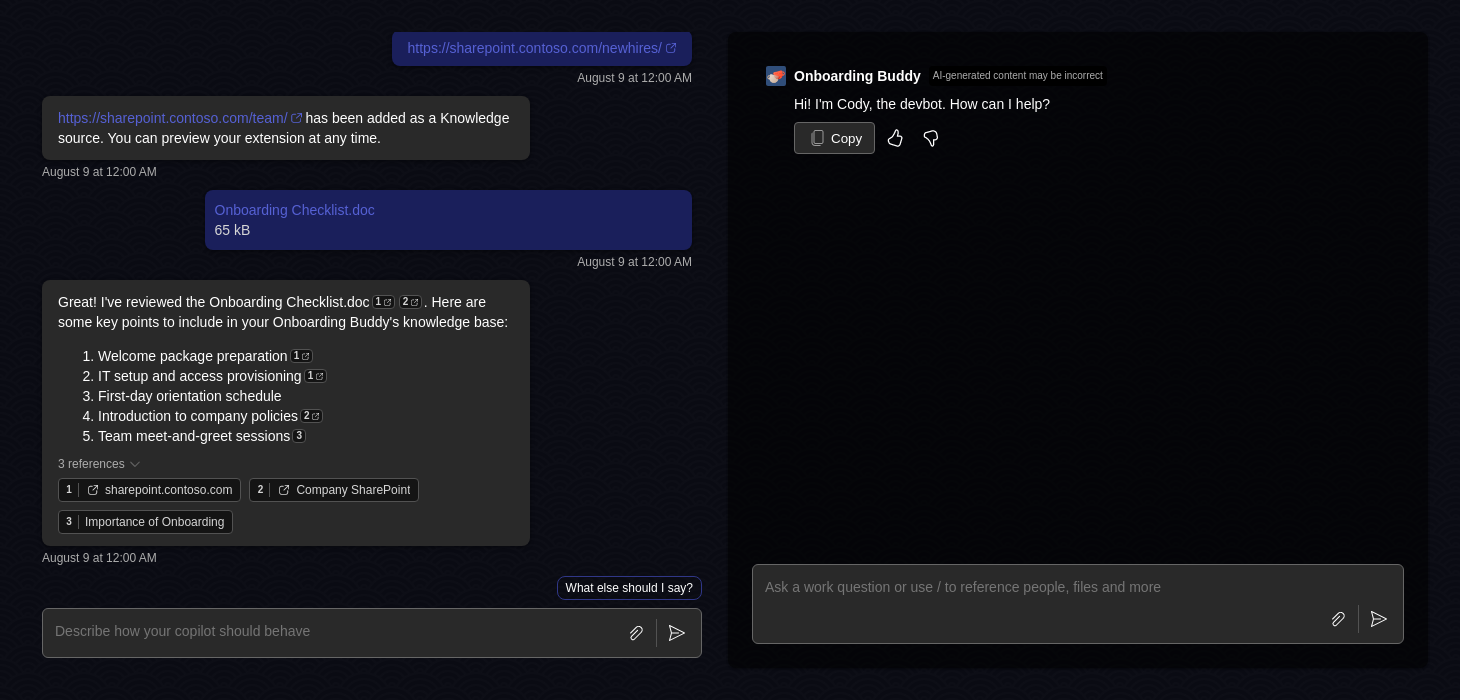 https://sharepoint.contoso.com/newhires/
August 9 at 12:00 AM
https://sharepoint.contoso.com/team/ has been added as a Knowledge
source. You can preview your extension at any time.
August 9 at 12:00 AM
Onboarding Checklist.doc
65 kB
August 9 at 12:00 AM
Great! I've reviewed the Onboarding Checklist.doc 1 2 . Here are
some key points to include in your Onboarding Buddy's knowledge base:
1. Welcome package preparation 1
2. IT setup and access provisioning 1
3. First-day orientation schedule
4. Introduction to company policies 2
5. Team meet-and-greet sessions 3
3 references
1 sharepoint.contoso.com 2 Company SharePoint
3 Importance of Onboarding
August 9 at 12:00 AM
What else should I say?
Describe how your copilot should behave
Onboarding Buddy AI-generated content may be incorrect
Hi! I'm Cody, the devbot. How can I help?
Copy
Ask a work question or use / to reference people, files and more